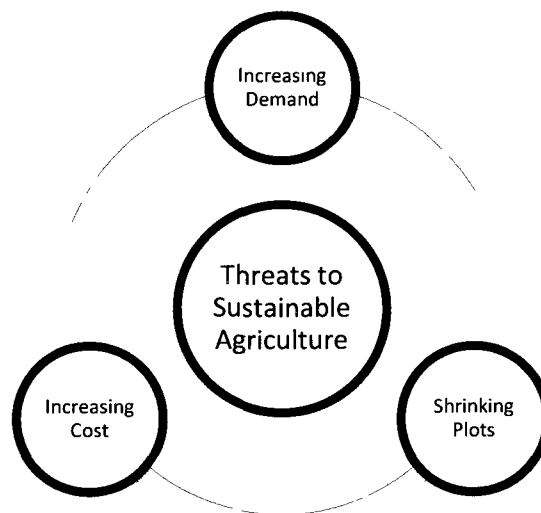 Increasing
Demand
Threats to
Sustainable
Agriculture
Increasing
Cost
Shrinking
Plots